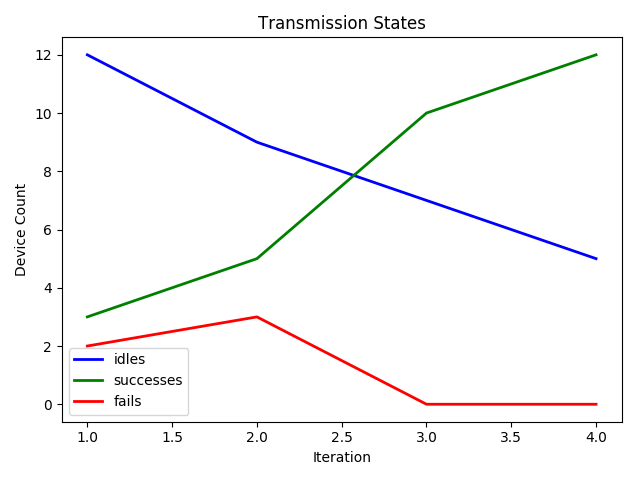 Transmission States
Device Count
12
10
8
6
4
2
0
idles
successes
fails
1.0 1.5 2.0 2.5 3.0 3.5 4.0
Iteration